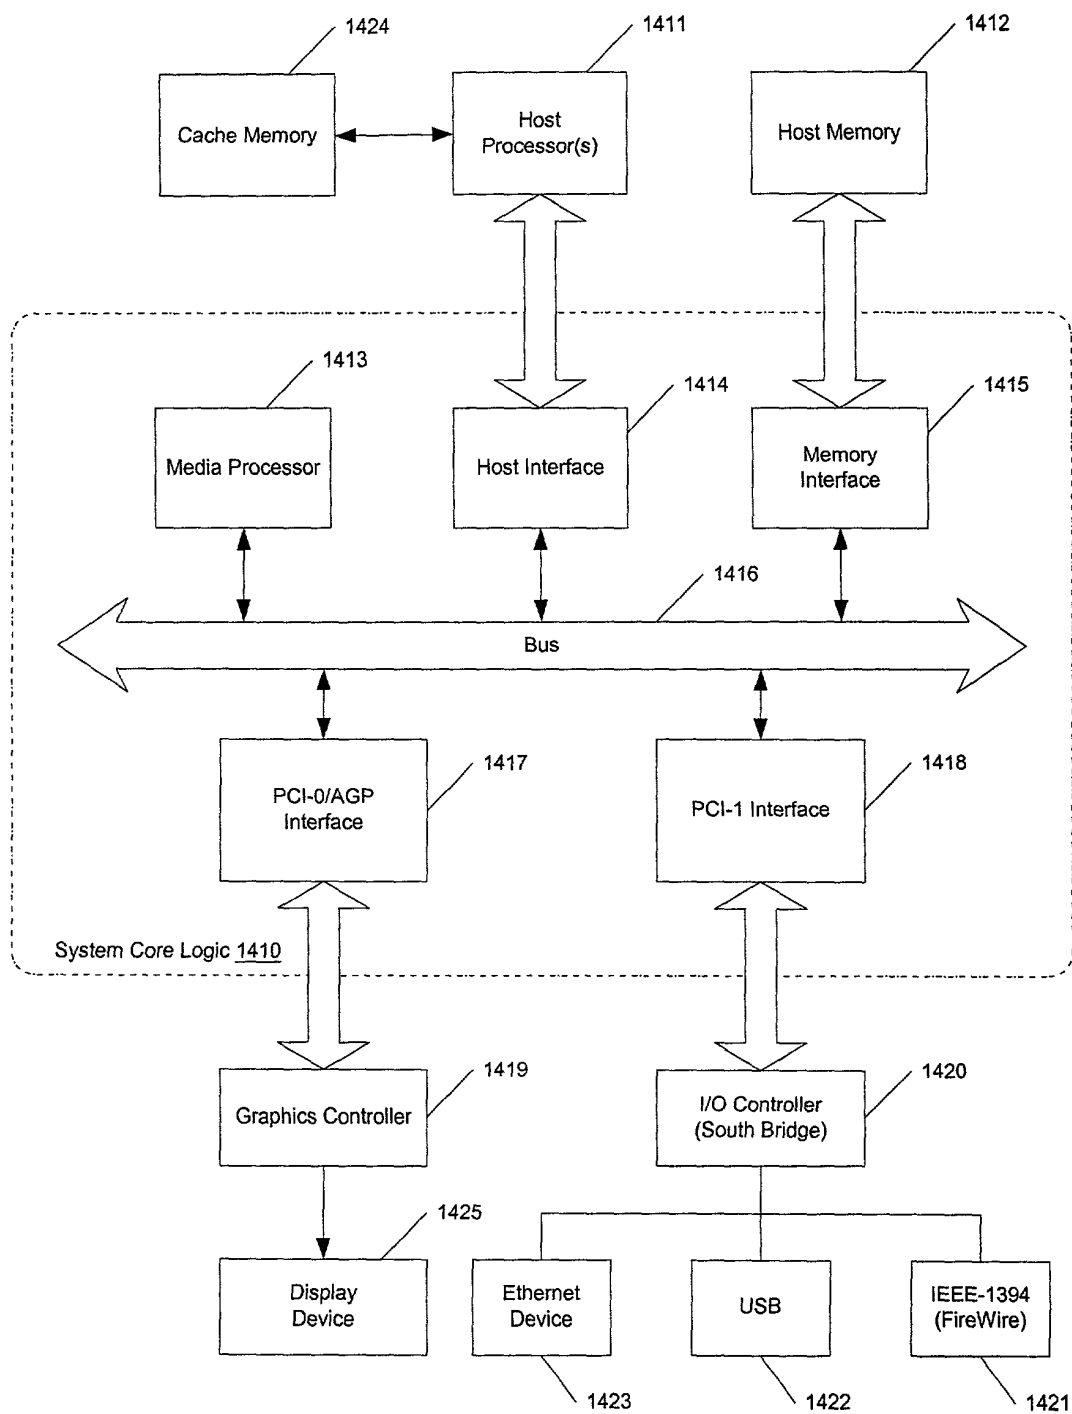 1424
1411
1412
Cache Memory
Host
Processor(s)
Host Memory
1413
1414
1415
Media Processor
Host Interface
Memory
Interface
1416
Bus
1417
1418
PCI-0/AGP
Interface
PCI-1 Interface
System Core Logic 1410
1419
1420
Graphics Controller
I/O Controller
(South Bridge)
1425
Display
Device
Ethernet
Device
USB
IEEE-1394
(FireWire)
1423
1422
1421